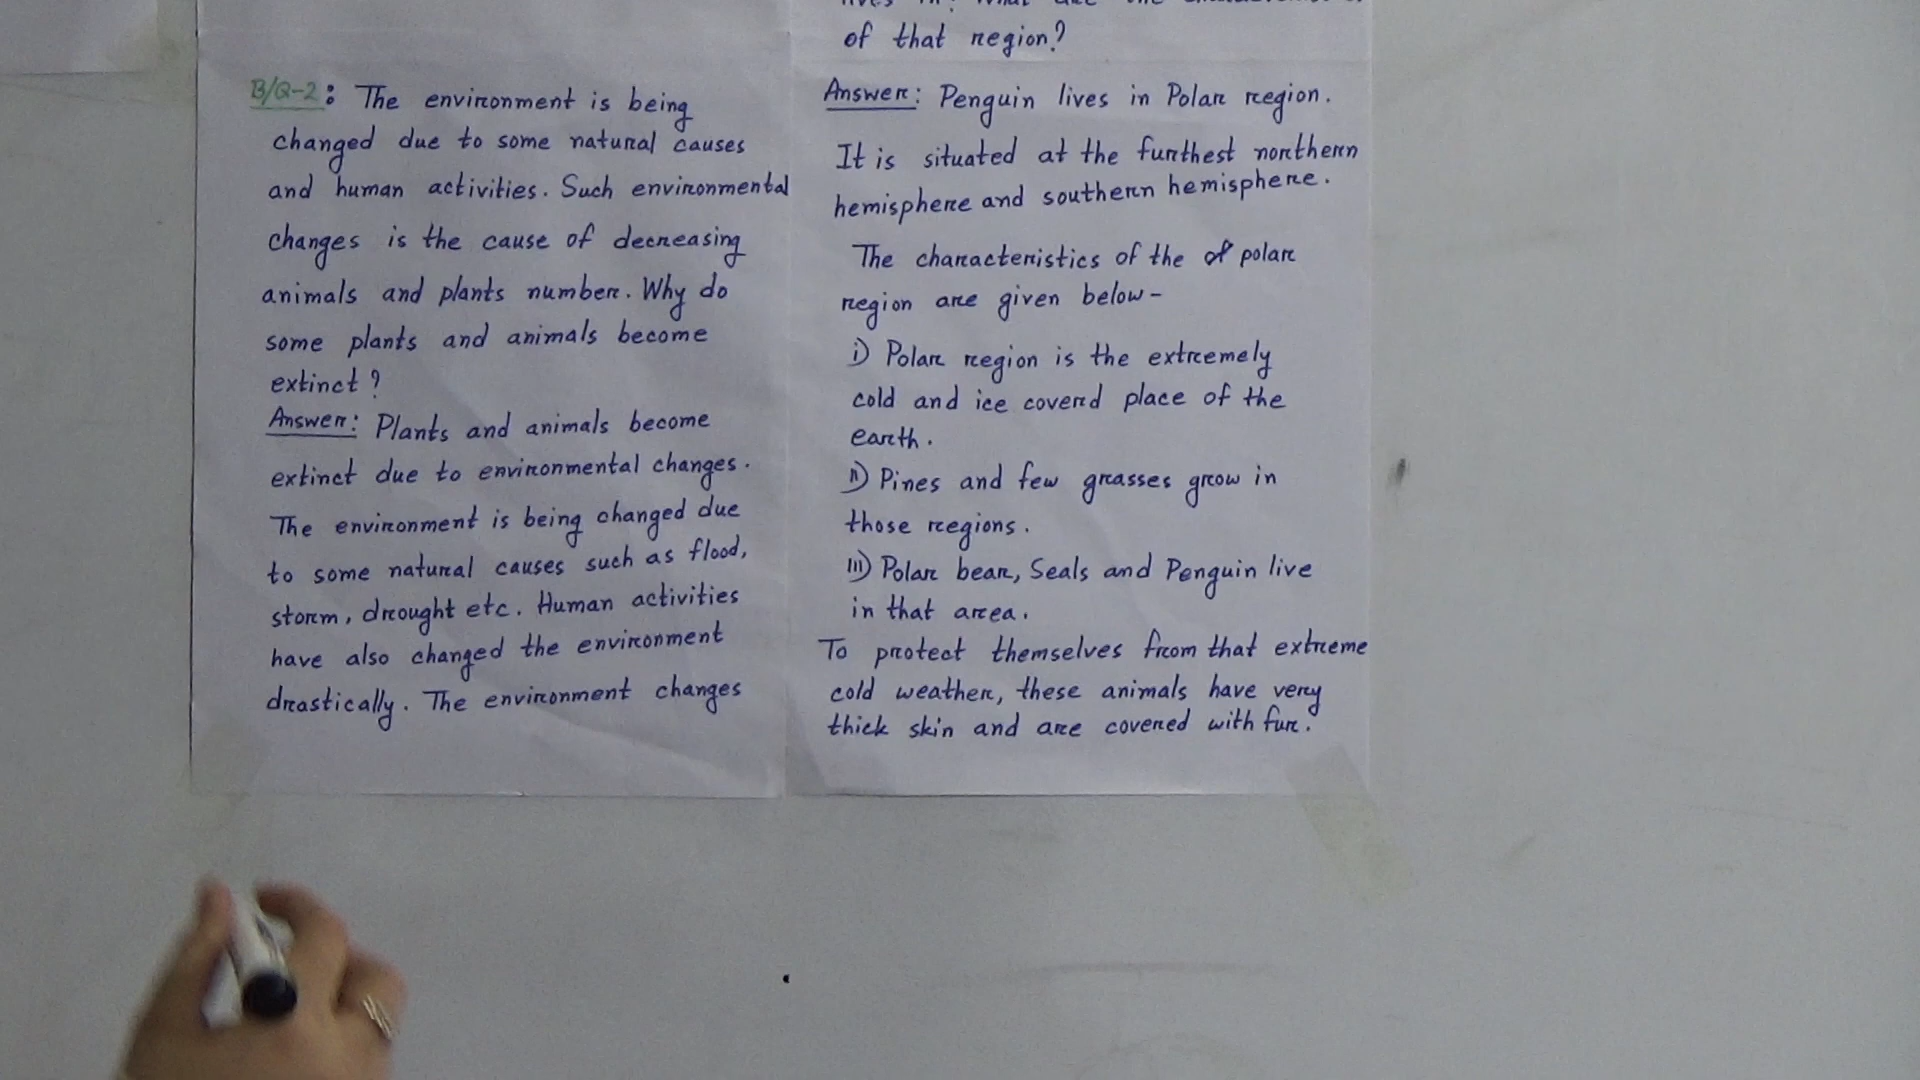 B/Q-2: The environment is being
changed due to some natural causes
and human activities. Such environmental
changes is the cause of decreasing
animals and plants number. Why do
some plants and animals become
extinct?
Answer: Plants and animals become
extinct due to environmental changes.
The environment is being changed due
to some natural causes such as flood,
storm, drought etc. Human activities
have also changed the environment
drastically. The environment changes
of that region?
Answer: Penguin lives in Polar region.
It is situated at the furthest northern
hemisphere and southern hemisphere.
The characteristics of the of polar
region are given below-
i) Polar region is the extremely
cold and ice coverd place of the
earth.
ii) Pines and few grasses grow in
those regions.
iii) Polar bear, Seals and Penguin live
in that area.
To protect themselves from that extreme
cold weather, these animals have very
thick skin and are covered with fur.